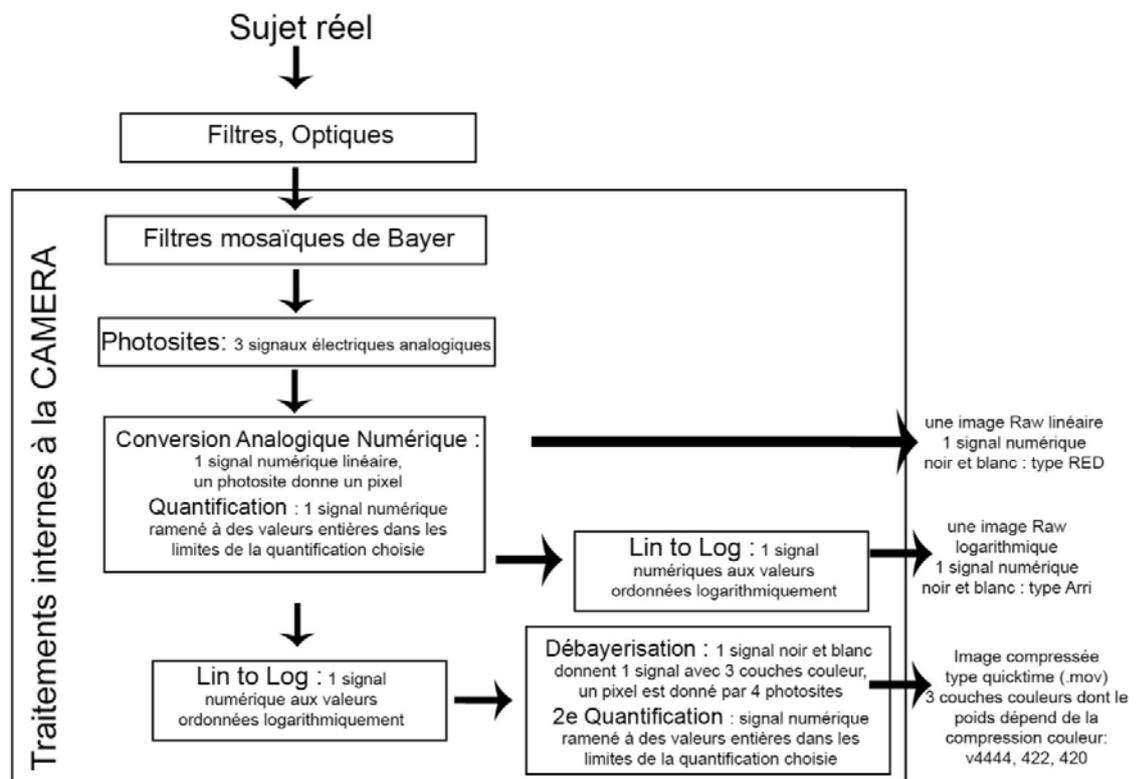 Sujet réel
Filtres, Optiques
Traitements internes à la CAMERA
Filtres mosaïques de Bayer
Photosites: 3 signaux électriques analogiques
Conversion Analogique Numérique :
1 signal numérique linéaire,
un photosite donne un pixel
Quantification : 1 signal numérique
ramené à des valeurs entières dans les
limites de la quantification choisie
une image Raw linéaire
1 signal numérique
noir et blanc : type RED
Lin to Log : 1 signal
numériques aux valeurs
ordonnées logarithmiquement
une image Raw
logarithmique
1 signal numérique
noir et blanc : type Arri
Lin to Log : 1 signal
numérique aux valeurs
ordonnées logarithmiquement
Débayerisation : 1 signal noir et blanc
donnent 1 signal avec 3 couches couleur,
un pixel est donné par 4 photosites
2e Quantification : signal numérique
ramené à des valeurs entières dans les
limites de la quantification choisie
Image compressée
type quicktime (.mov)
3 couches couleurs dont le
poids dépend de la
compression couleur:
v4444, 422, 420